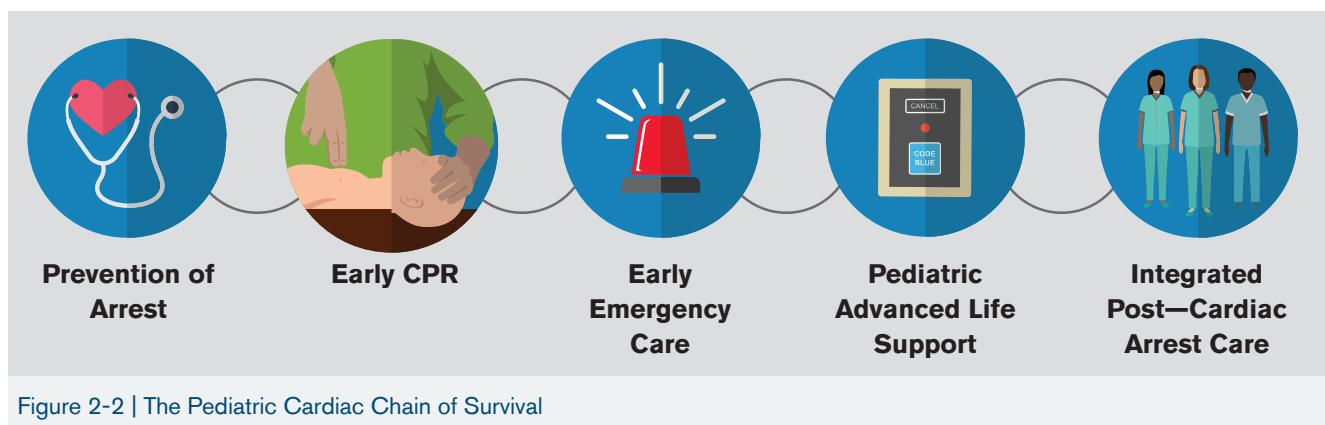 CANCEL
CODE
BLUE
Prevention of
Arrest
Early CPR
Early
Emergency
Care
Pediatric
Advanced Life
Support
Integrated
Post—Cardiac
Arrest Care
Figure 2-2 | The Pediatric Cardiac Chain of Survival